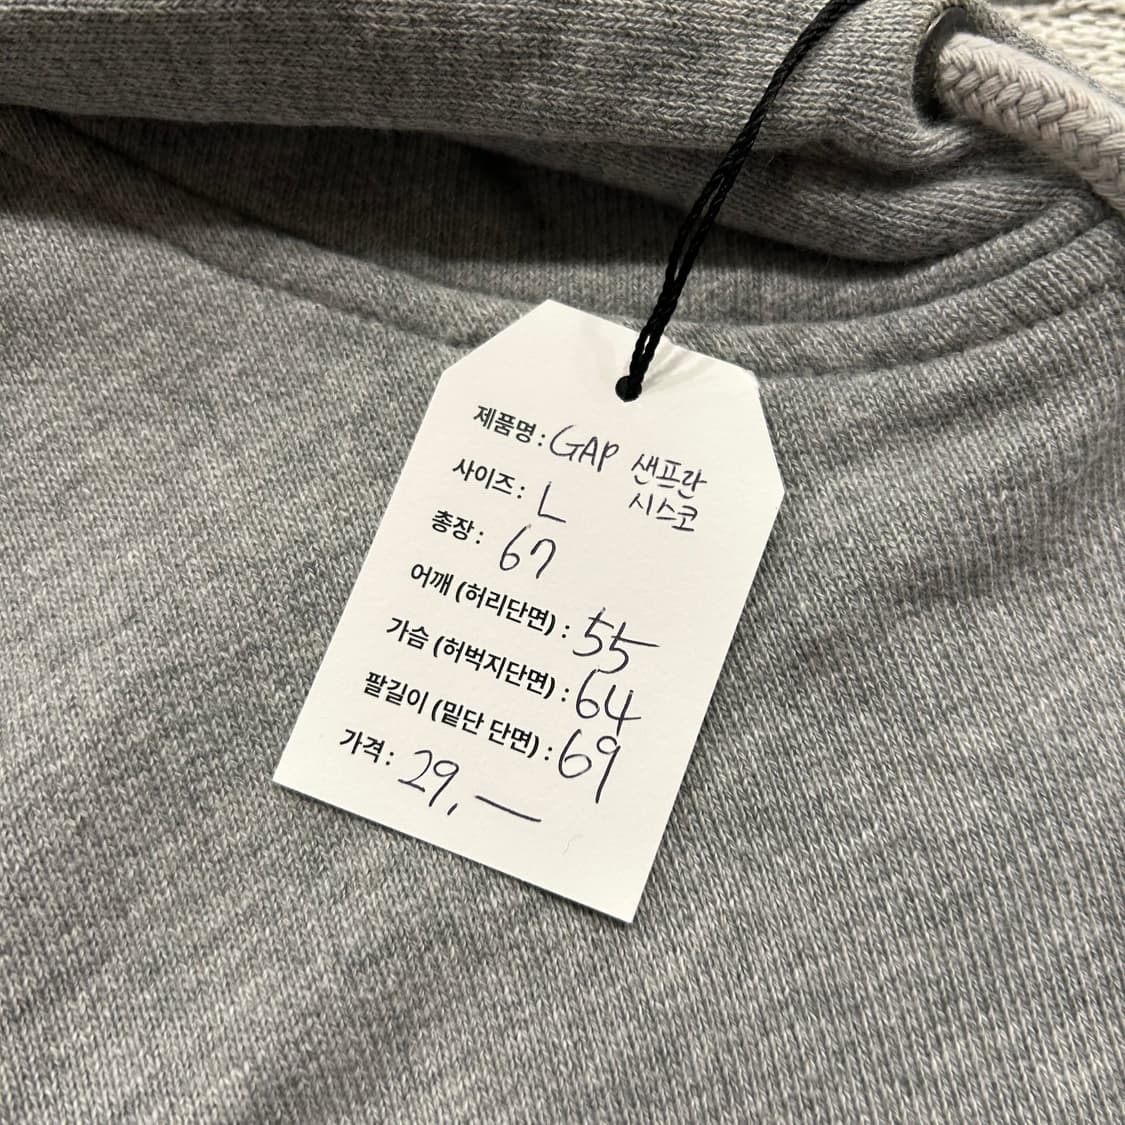 제품명 : GAP 샌프란
시스코
사이즈 : L
총장 : 67
어깨 (허리단면) : 55
가슴 (허벅지단면) : 64
팔길이 (밑단 단면) : 69
가격 : 29,—